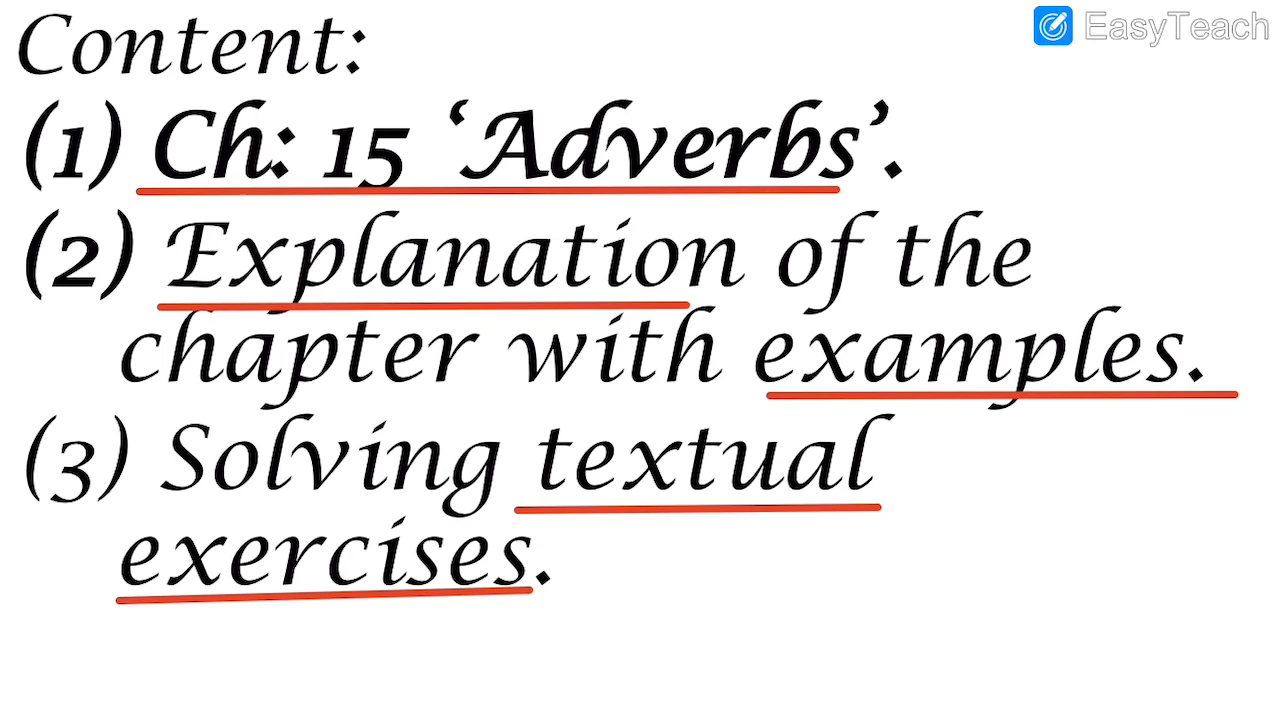 Content:
EasyTeach
(1) Ch: 15 ‘Adverbs’.
(2) Explanation of the
chapter with examples.
(3) Solving textual
exercises.